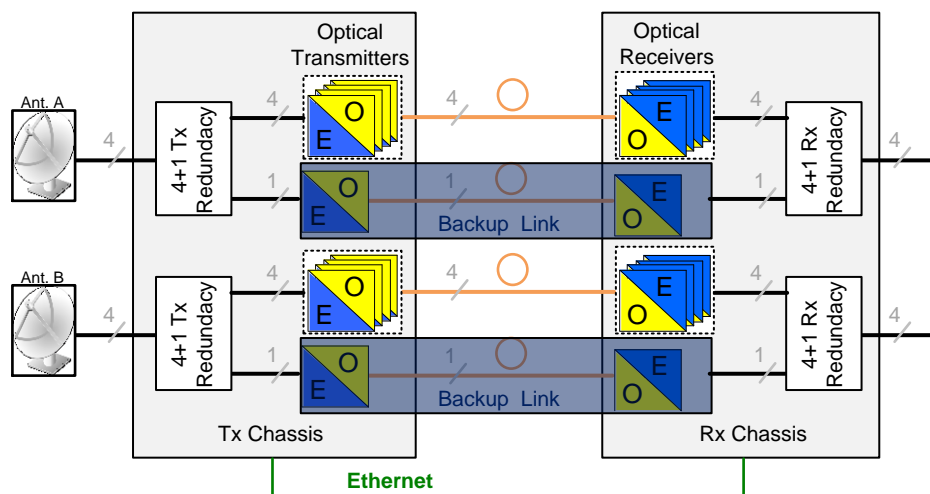 Optical
Transmitters
Optical
Receivers
Ant. A
4
4+1 Tx
Redundacy
4
O
E
4
E
O
4
4+1 Rx
Redundacy
4
1
O
E
1
E
O
1
Backup Link
Ant. B
4
4+1 Tx
Redundacy
4
O
E
4
E
O
4
4+1 Rx
Redundacy
4
1
O
E
1
E
O
1
Backup Link
Tx Chassis
Rx Chassis
Ethernet